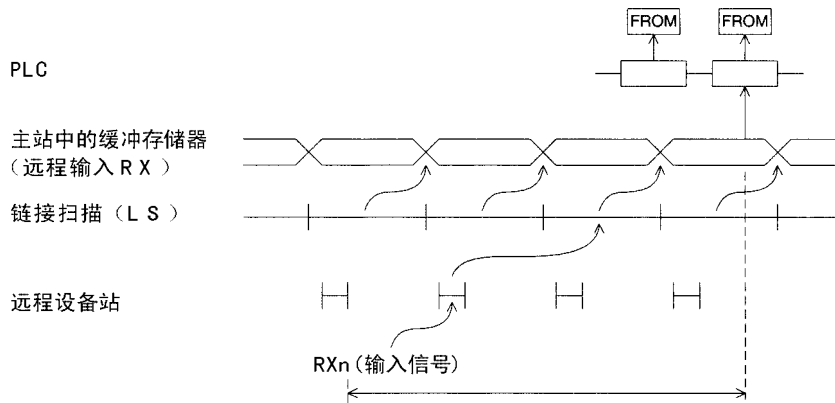 FROM FROM
PLC
主站中的缓冲存储器
(远程输入RX)
链接扫描(LS)
远程设备站
RXn(输入信号)